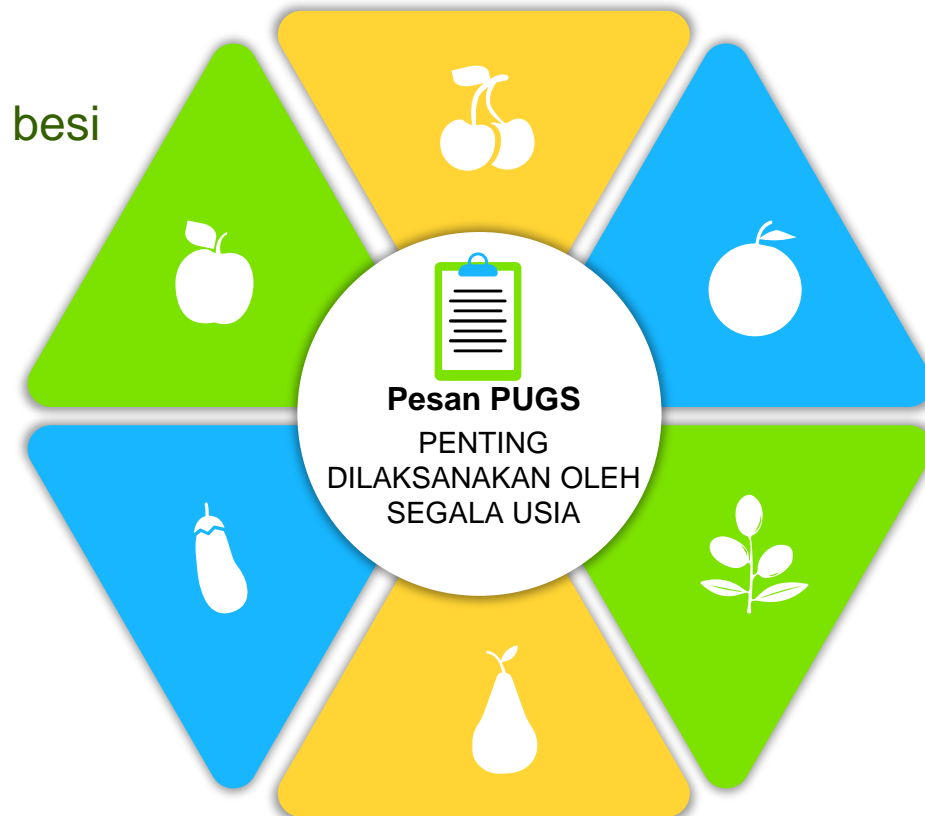 besi
Pesan PUGS
PENTING
DILAKSANAKAN OLEH
SEGALA USIA